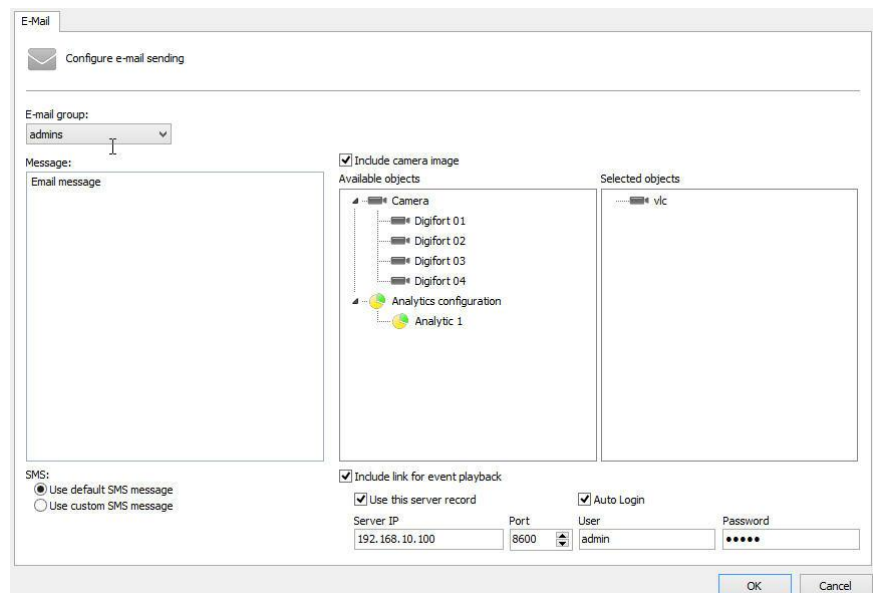 E-Mail
Configure e-mail sending
E-mail group:
admins
Message:
Email message
Include camera image
Available objects
Selected objects
Camera
Digifort 01
Digifort 02
Digifort 03
Digifort 04
Analytics configuration
Analytic 1
vlc
SMS:
Use default SMS message
Use custom SMS message
Include link for event playback
Use this server record
Auto Login
Server IP
Port
User
Password
192.168.10.100
8600
admin
•••••
OK
Cancel